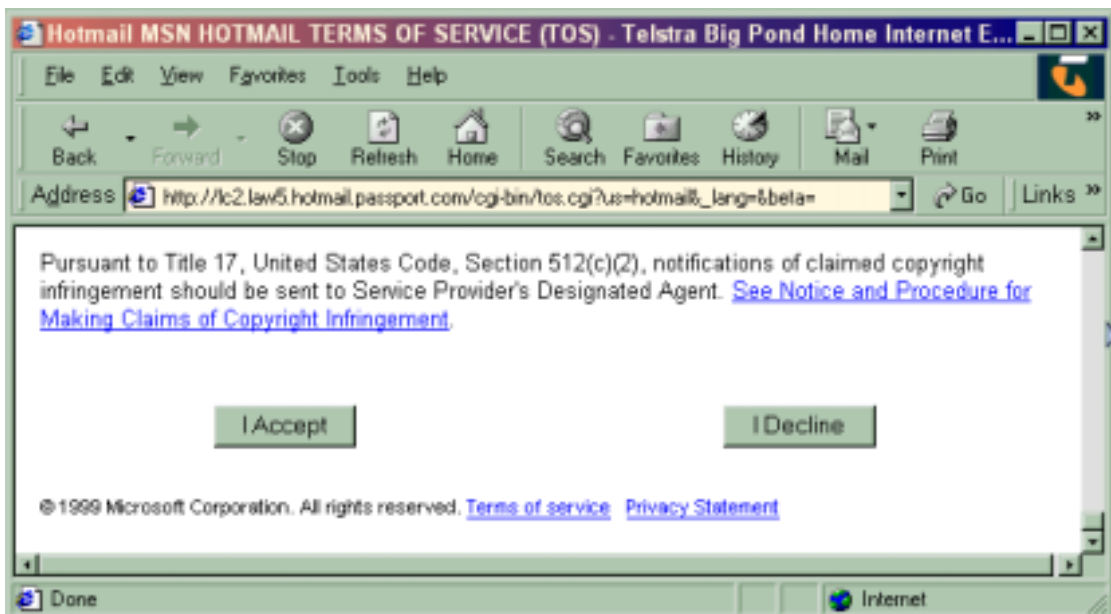 Hotmail MSN HOTMAIL TERMS OF SERVICE (TOS) - Telstra Big Pond Home Internet E...
File Edit View Favorites Tools Help
Back Forward Stop Refresh Home Search Favorites History Mail Print »
Address http://lc2.law5.hotmail.passport.com/cgi-bin/tos.cgi?us=hotmail&_lang=&beta= Go Links »
Pursuant to Title 17, United States Code, Section 512(c)(2), notifications of claimed copyright
infringement should be sent to Service Provider's Designated Agent. See Notice and Procedure for
Making Claims of Copyright Infringement.
I Accept I Decline
© 1999 Microsoft Corporation. All rights reserved. Terms of service Privacy Statement
Done Internet